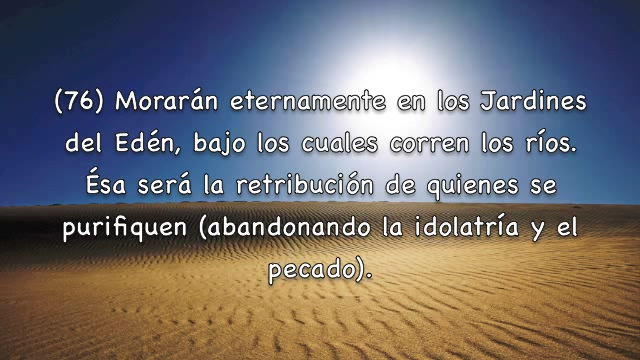 (76) Morarán eternamente en los Jardines
del Edén, bajo los cuales corren los ríos.
Ésa será la retribución de quienes se
purifiquen (abandonando la idolatría y el
pecado).